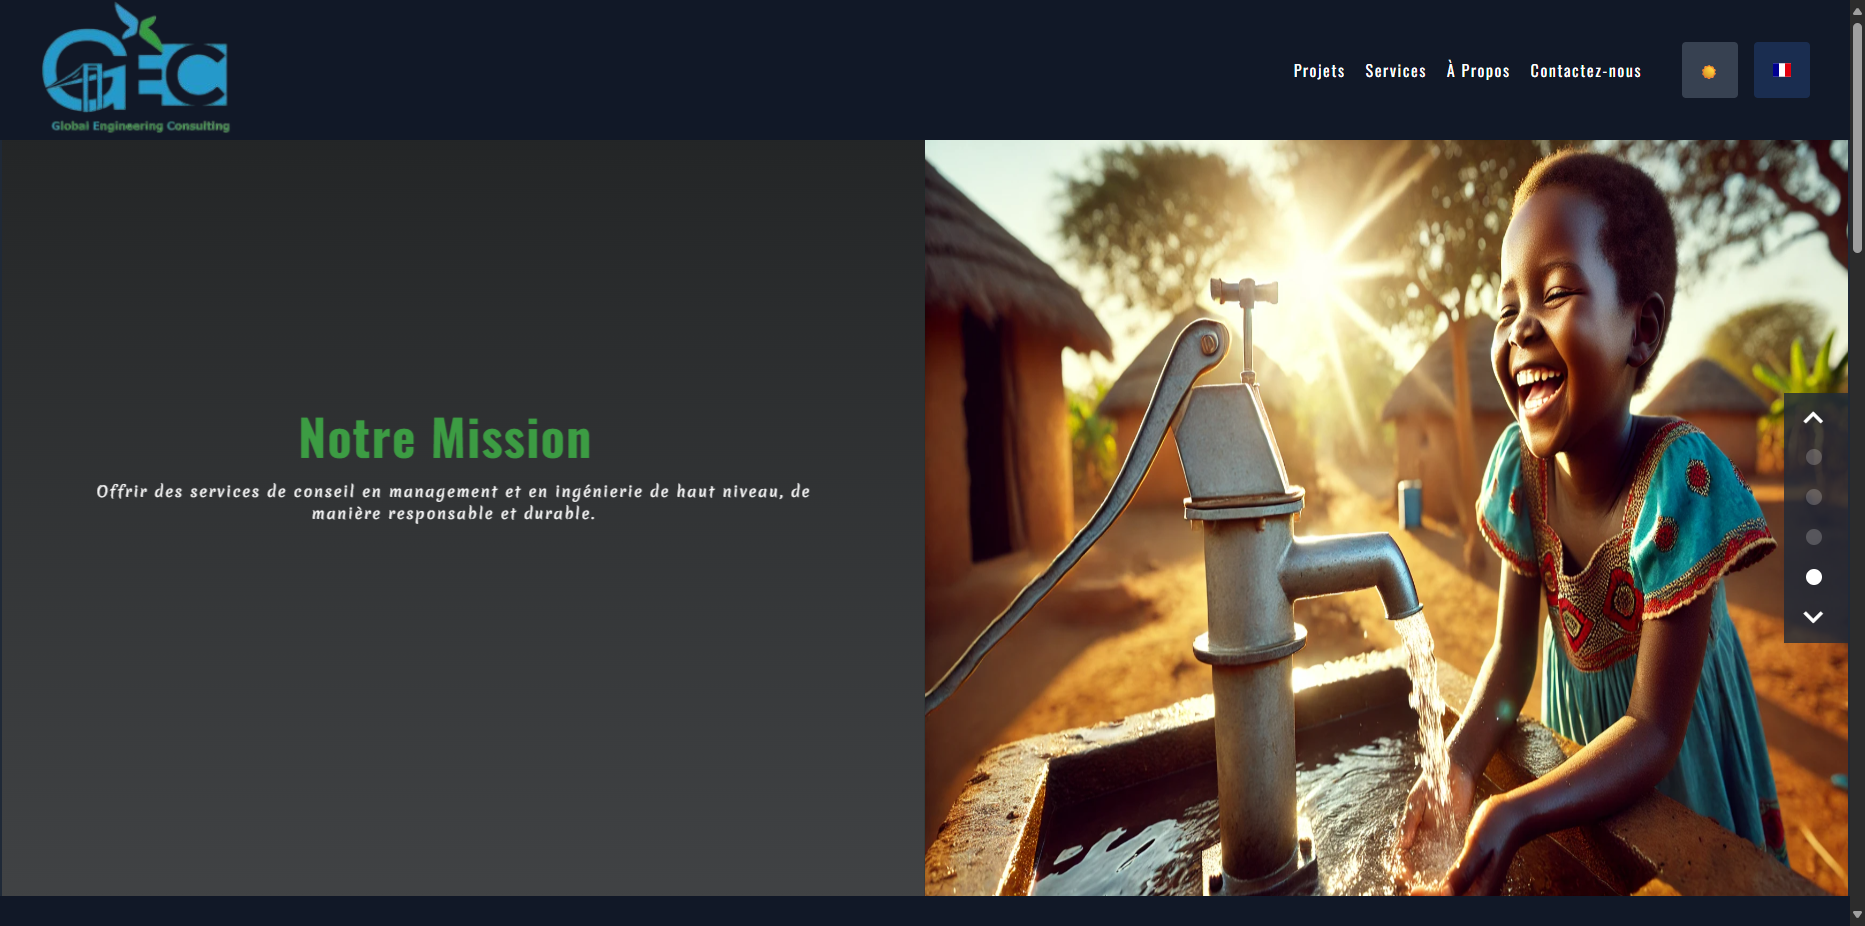 GEC
Global Engineering Consulting
Projets Services À Propos Contactez-nous
Notre Mission
Offrir des services de conseil en management et en ingénierie de haut niveau, de
manière responsable et durable.